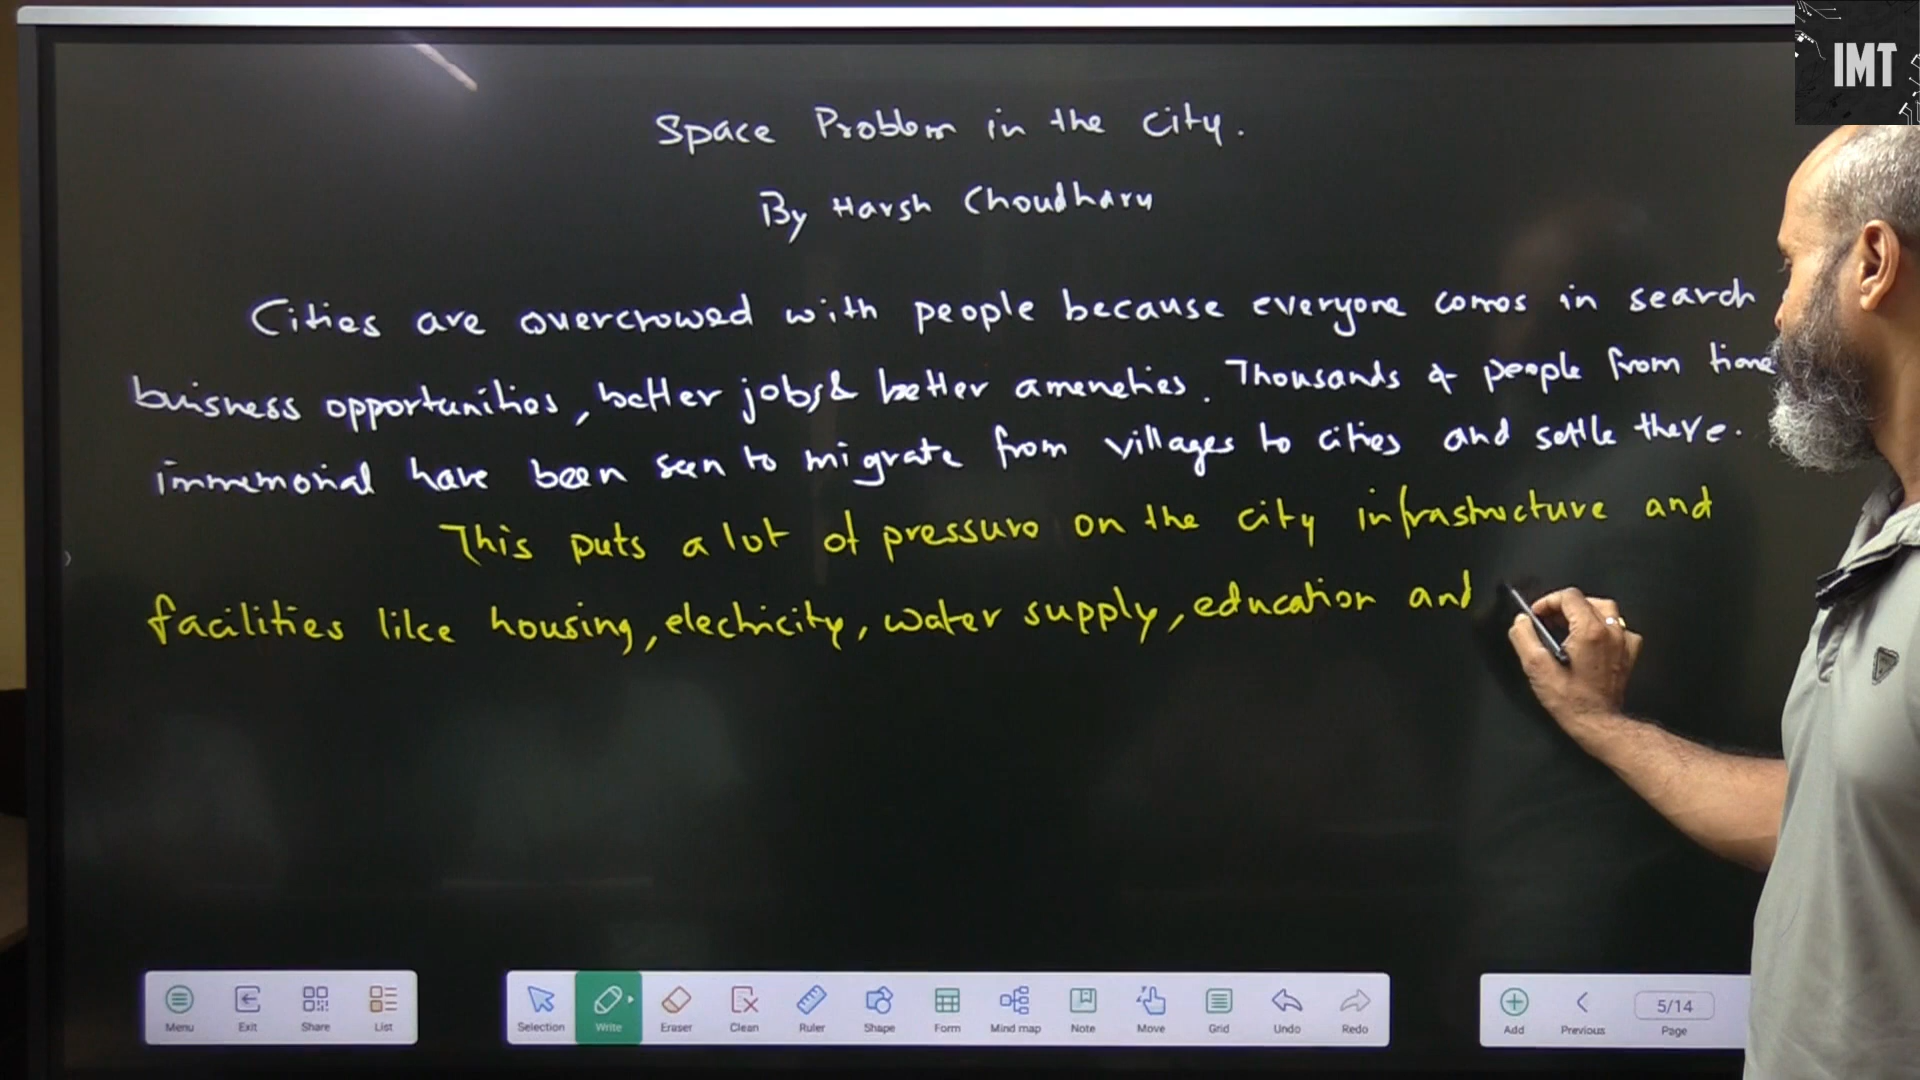 IMT
Space Problem in the city.
By Harsh Choudhary
Cities are overcrowed with people because everyone comes in search
buisness opportunities, better jobs & better ameneties. Thousands of people from time
immemorial have been seen to migrate from villages to cities and settle there.
This puts a lot of pressure on the city infrastructure and
facilities like housing, electricity, water supply, education and
Menu Exit Share List Selection Write Eraser Clean Ruler Shape Form Mind map Note Move Grid Undo Redo Add Previous 5/14 Page